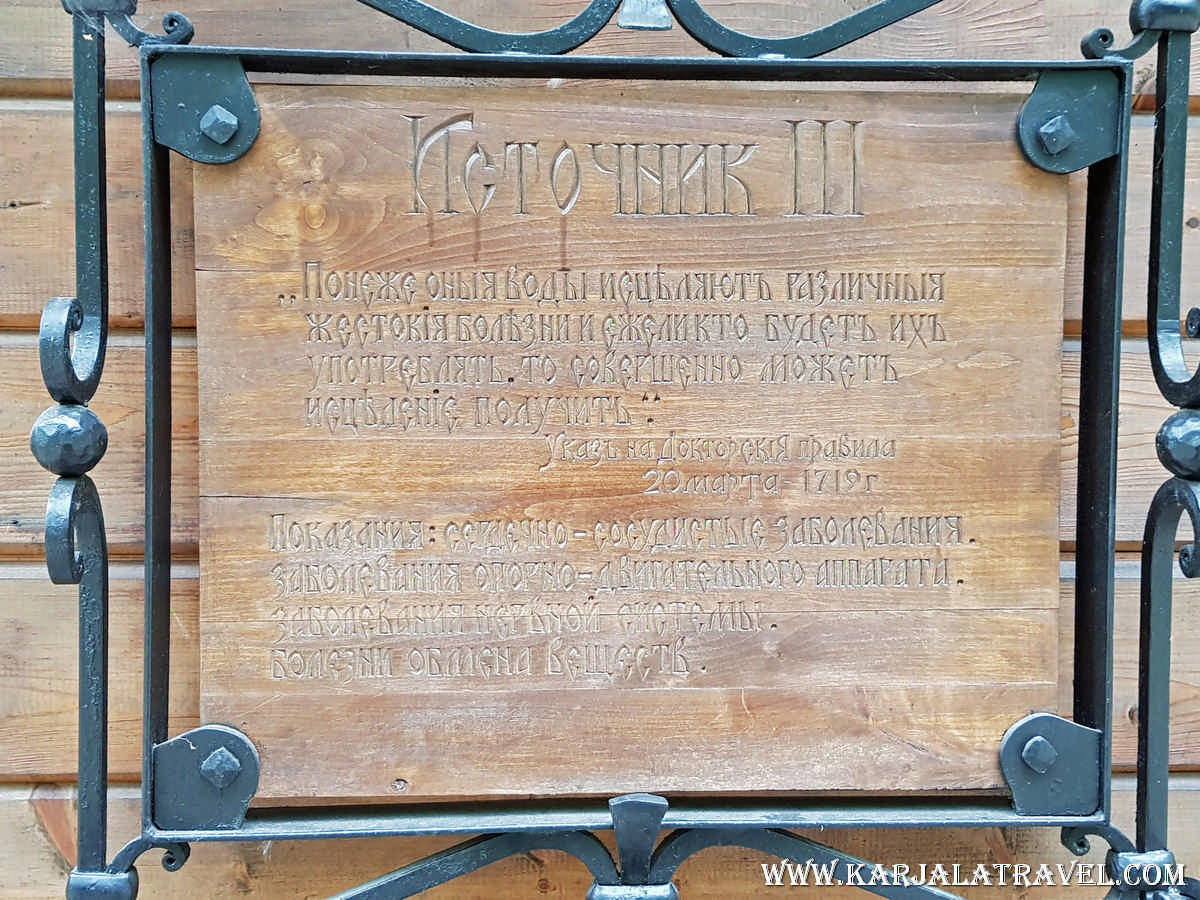 Источник III
„Понеже оныя воды исцѣляютъ различныя
жестокія болѣзни и ежели кто будетъ ихъ
употреблять. то совершенно можетъ
исцѣленіе получить“.
Указъ на Докторскія правила
20 марта - 1719 г
Показания: сердечно-сосудистые заболевания.
заболевания опорно-двигательного аппарата.
заболевания нервной системы.
болезни обмена веществ.
www.karjalatravel.com